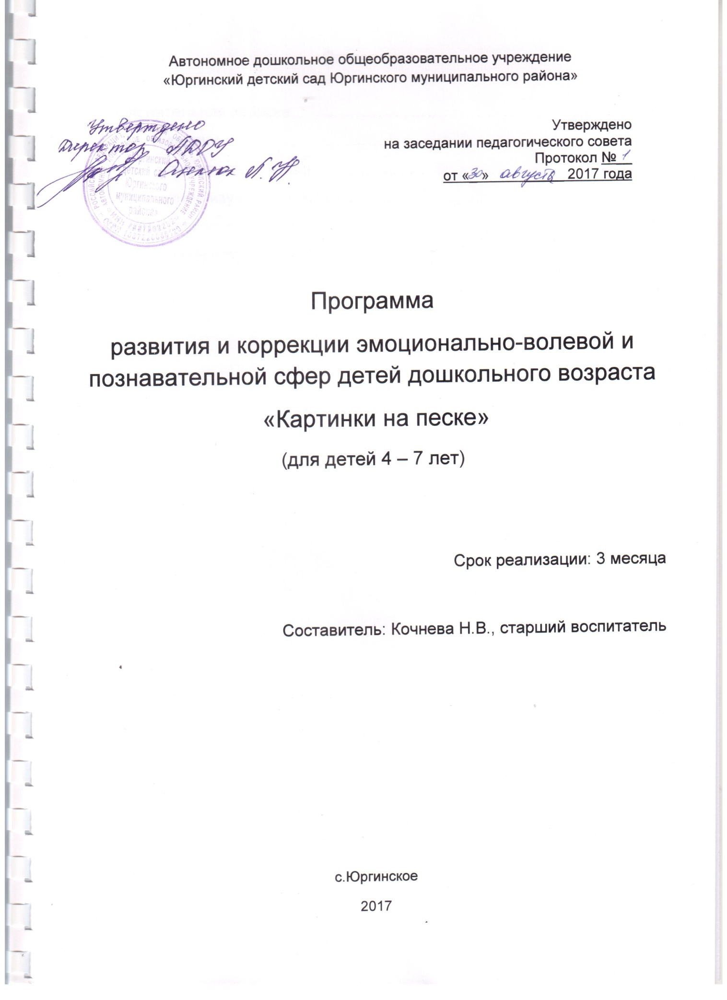 Автономное дошкольное общеобразовательное учреждение
«Юргинский детский сад Юргинского муниципального района»
Утверждено
Директор АДОУ
Л. Н.
Юргинский
детский сад
Юргинского
муниципального
района»
Утверждено
на заседании педагогического совета
Протокол № 1
от «30» августа 2017 года
Программа
развития и коррекции эмоционально-волевой и
познавательной сфер детей дошкольного возраста
«Картинки на песке»
(для детей 4 – 7 лет)
Срок реализации: 3 месяца
Составитель: Кочнева Н.В., старший воспитатель
с.Юргинское
2017